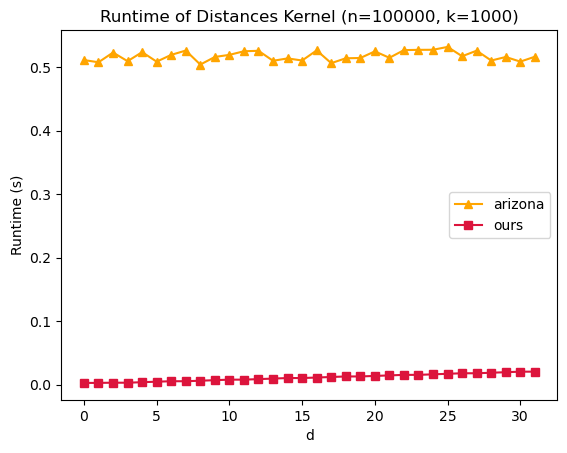 Runtime of Distances Kernel (n=100000, k=1000)
Runtime (s)
0.5
0.4
0.3
0.2
0.1
0.0
arizona
ours
0 5 10 15 20 25 30
d